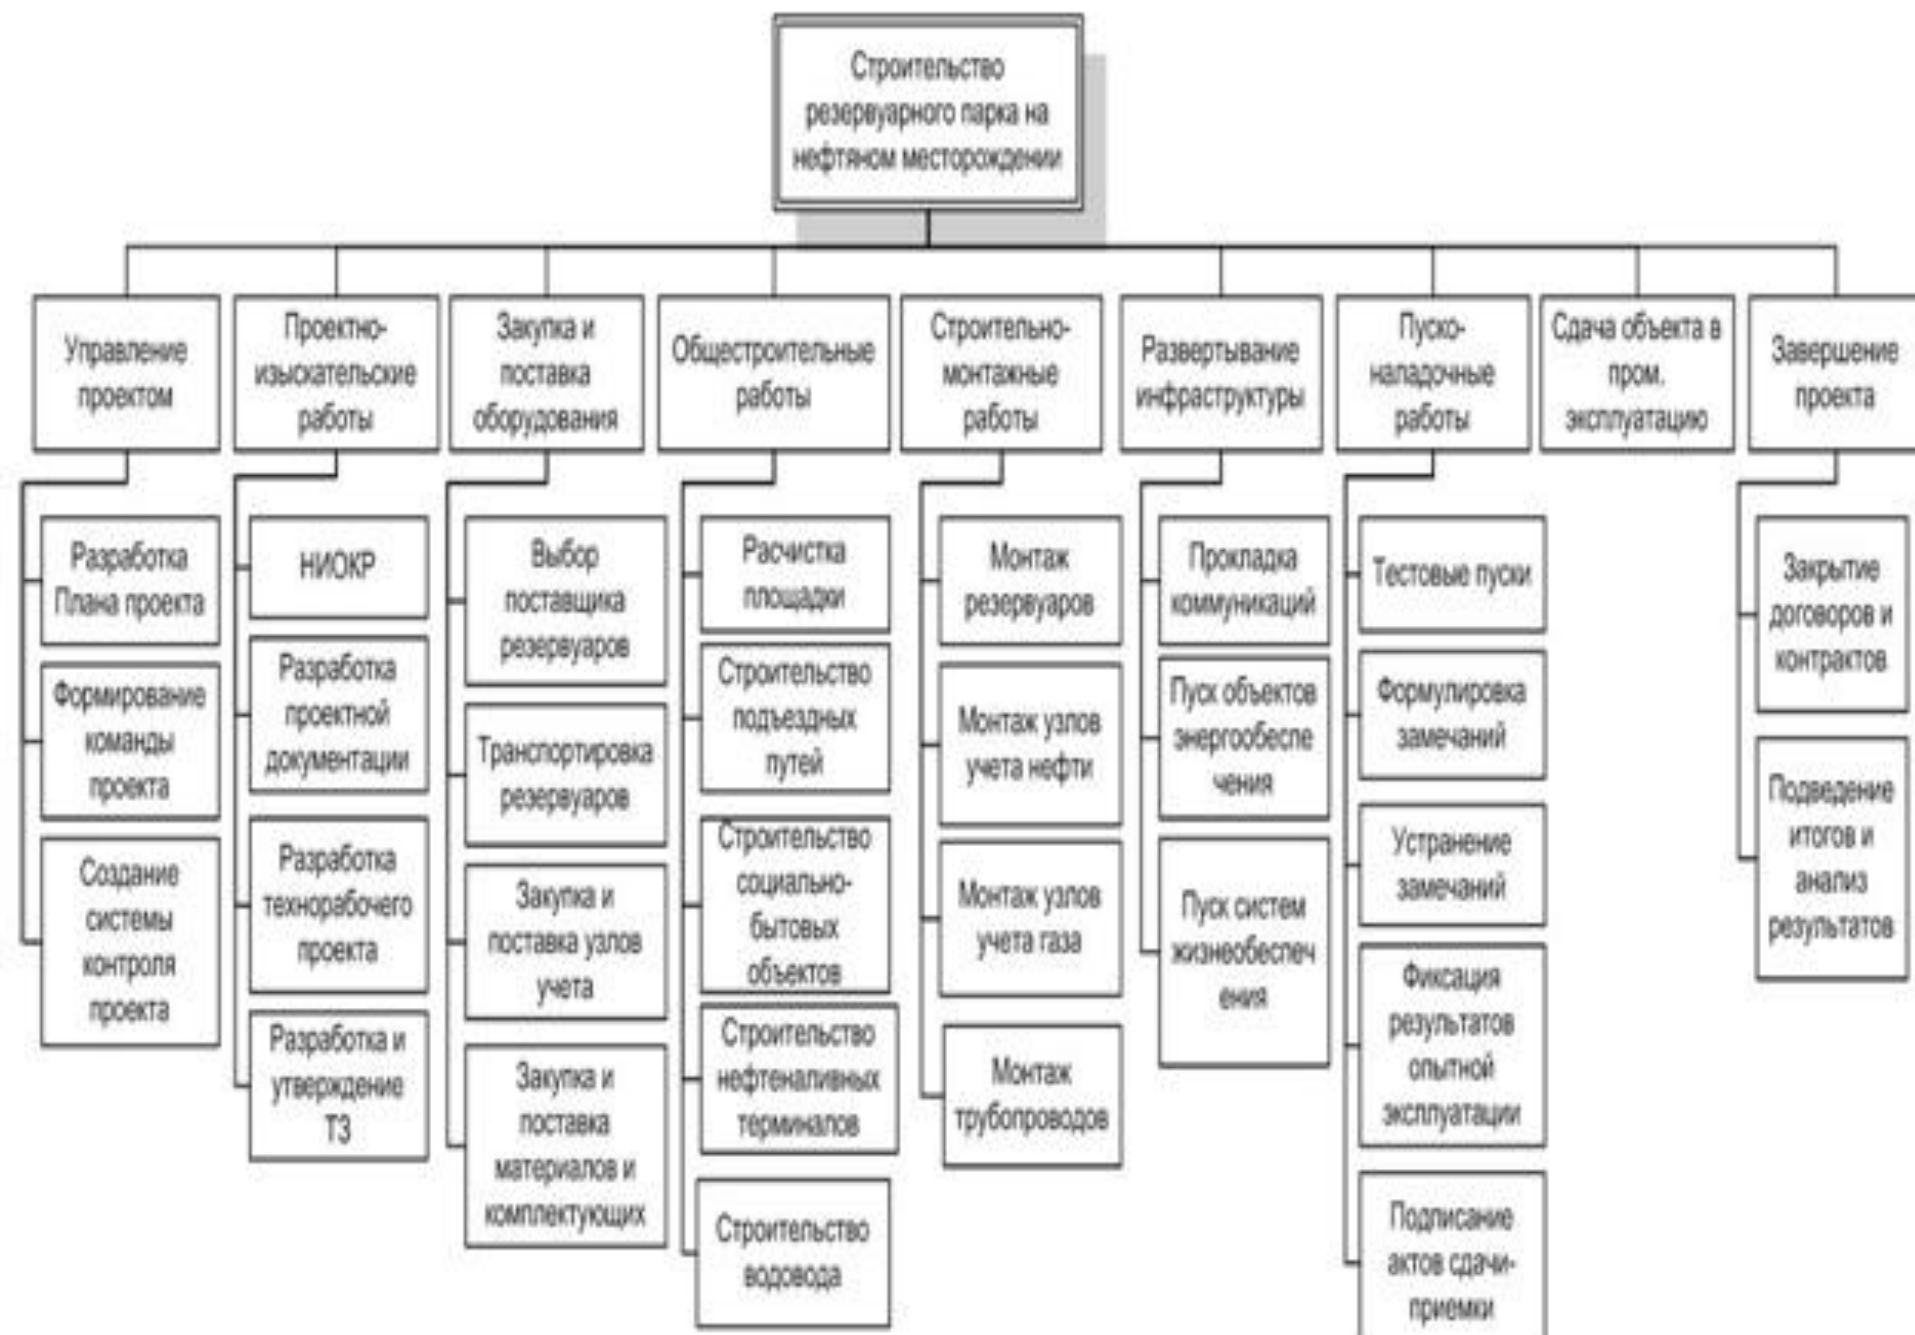 Строительство
резервуарного парка на
нефтяном месторождении
Управление
проектом
Проектно-
изыскательские
работы
Закупка и
поставка
оборудования
Общестроительные
работы
Строительно-
монтажные
работы
Развертывание
инфраструктуры
Пуско-
наладочные
работы
Сдача объекта в
пром.
эксплуатацию
Завершение
проекта
Разработка
Плана проекта
Формирование
команды
проекта
Создание
системы
контроля
проекта
НИОКР
Разработка
проектной
документации
Разработка
технорабочего
проекта
Разработка и
утверждение
ТЗ
Выбор
поставщика
резервуаров
Транспортировка
резервуаров
Закупка и
поставка узлов
учета
Закупка и
поставка
материалов и
комплектующих
Расчистка
площадки
Строительство
подъездных
путей
Строительство
социально-
бытовых
объектов
Строительство
нефтеналивных
терминалов
Строительство
водовода
Монтаж
резервуаров
Монтаж узлов
учета нефти
Монтаж узлов
учета газа
Монтаж
трубопроводов
Прокладка
коммуникаций
Пуск объектов
энергообеспе
чения
Пуск систем
жизнеобеспеч
ения
Тестовые пуски
Формулировка
замечаний
Устранение
замечаний
Фиксация
результатов
опытной
эксплуатации
Подписание
актов сдачи-
приемки
Закрытие
договоров и
контрактов
Подведение
итогов и
анализ
результатов